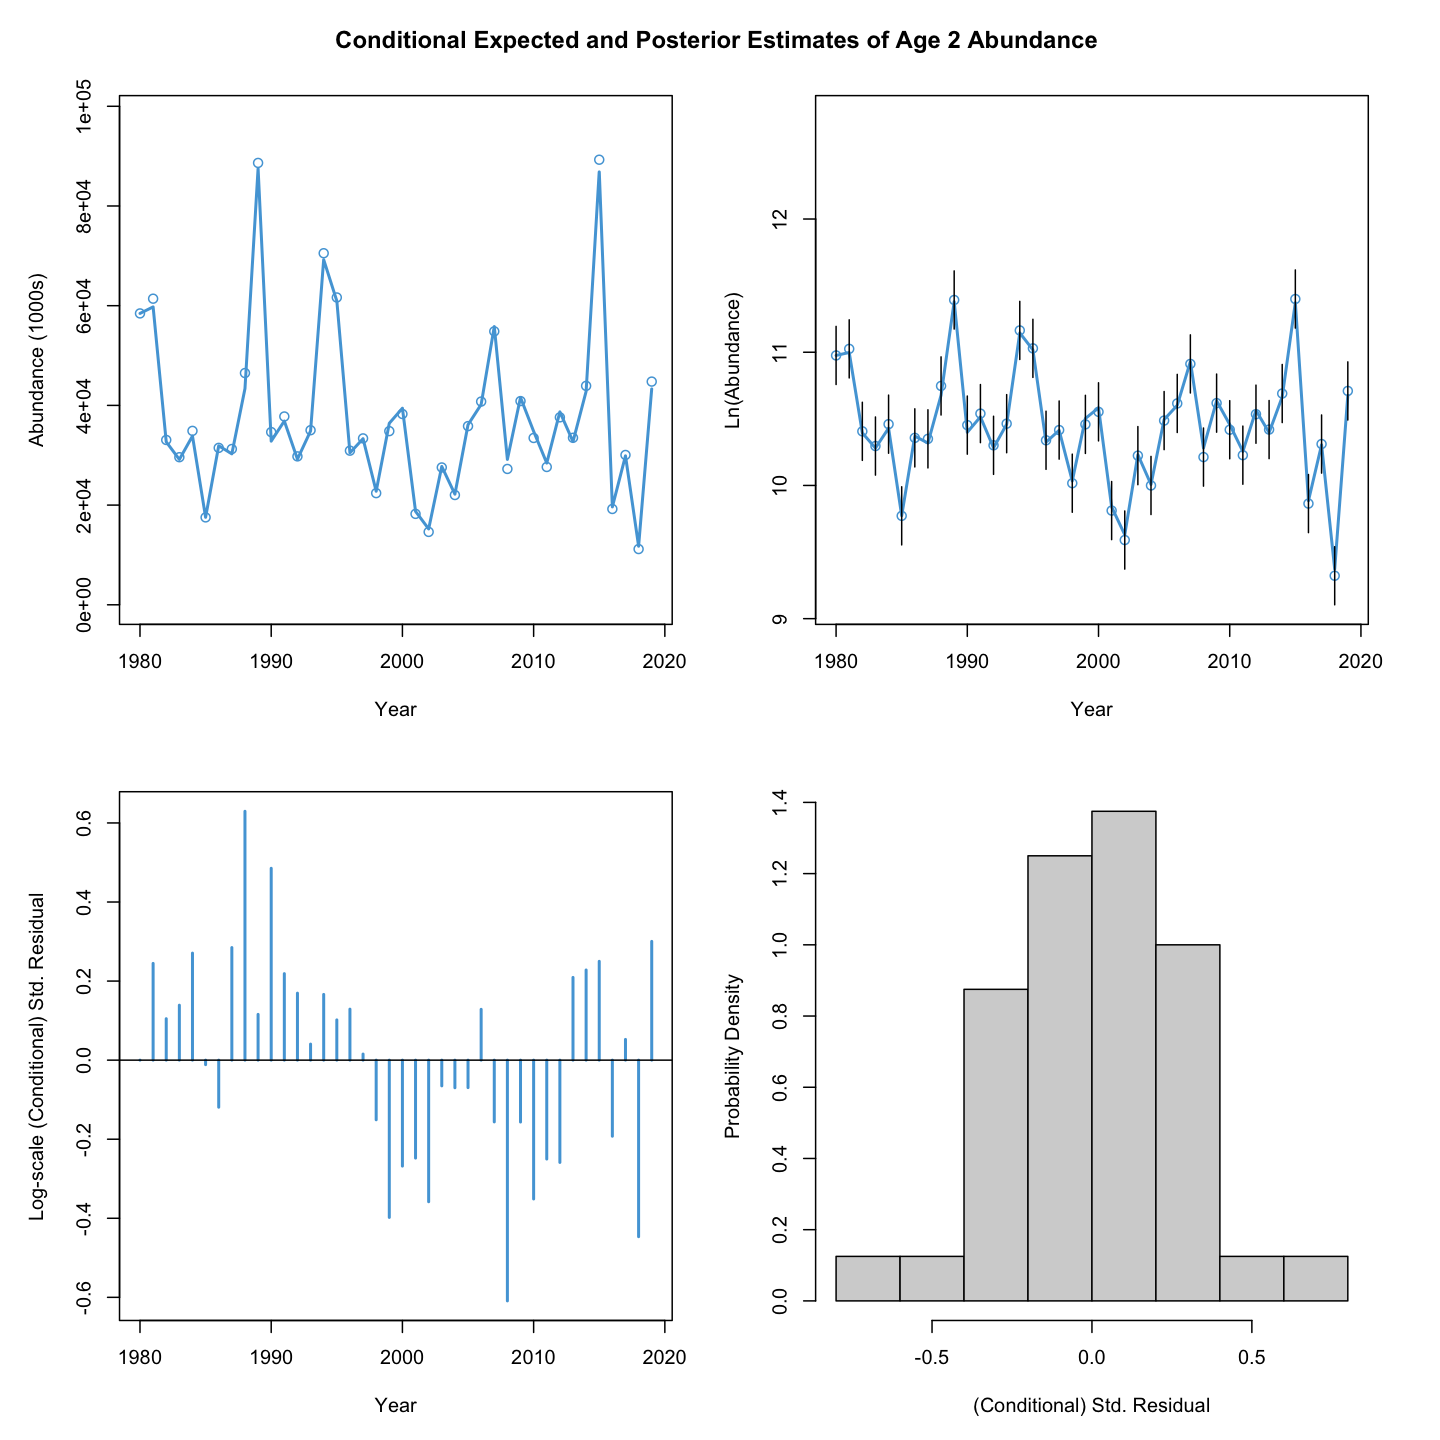 Conditional Expected and Posterior Estimates of Age 2 Abundance
Abundance (1000s)
1e+05
8e+04
6e+04
4e+04
2e+04
0e+00
1980 1990 2000 2010 2020
Year
Ln(Abundance)
12
11
10
9
1980 1990 2000 2010 2020
Year
Log-scale (Conditional) Std. Residual
0.6
0.4
0.2
0.0
-0.2
-0.4
-0.6
1980 1990 2000 2010 2020
Year
Probability Density
1.4
1.2
1.0
0.8
0.6
0.4
0.2
0.0
-0.5 0.0 0.5
(Conditional) Std. Residual